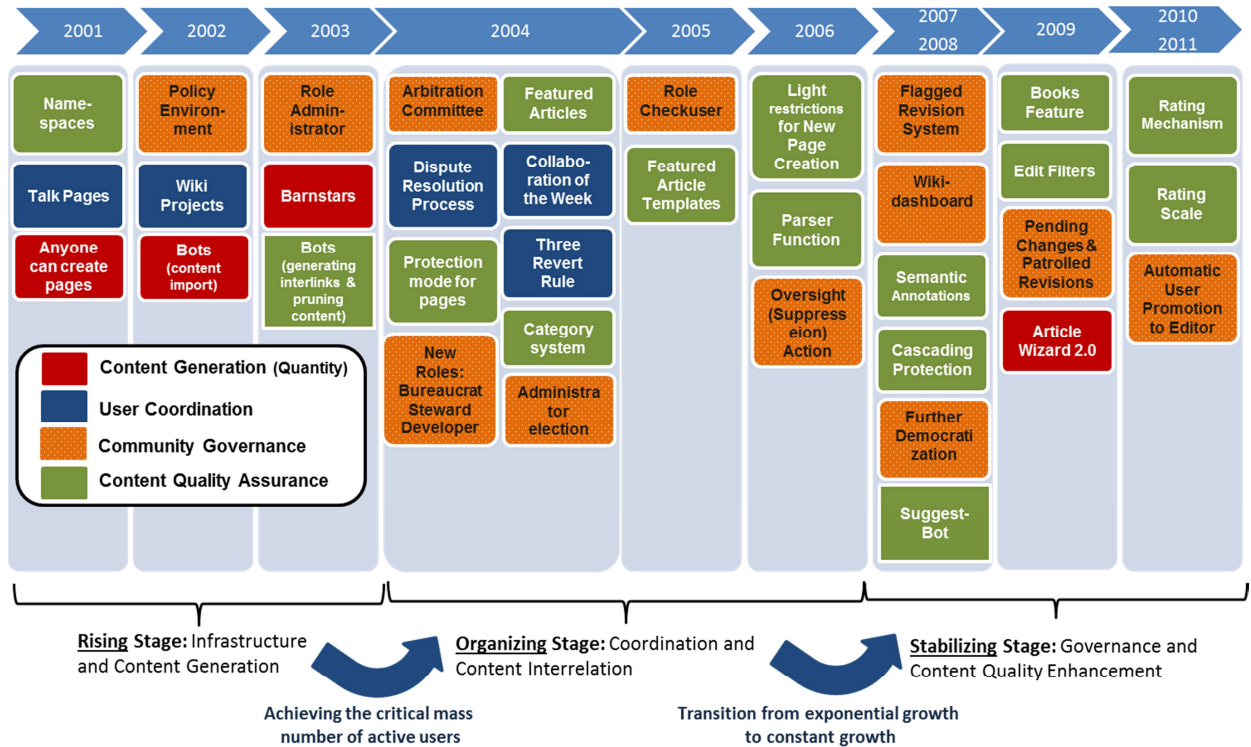 2001
2002
2003
2004
2005
2006
2007
2008
2009
2010
2011
Name-
spaces
Talk Pages
Anyone
can create
pages
Policy
Environ-
ment
Wiki
Projects
Bots
(content
import)
Role
Admin-
istrator
Barnstars
Bots
(generating
interlinks &
pruning
content)
Arbitration
Committee
Dispute
Resolution
Process
Protection
mode for
pages
New
Roles:
Bureaucrat
Steward
Developer
Featured
Articles
Collabo-
ration of
the Week
Three
Revert
Rule
Category
system
Administra
tor
election
Role
Checkuser
Featured
Article
Templates
Light
restrictions
for New
Page
Creation
Parser
Function
Oversight
(Suppress
eion)
Action
Flagged
Revision
System
Wiki-
dashboard
Semantic
Annotations
Cascading
Protection
Further
Democrati
zation
Suggest-
Bot
Books
Feature
Edit Filters
Pending
Changes &
Patrolled
Revisions
Article
Wizard 2.0
Rating
Mechanism
Rating
Scale
Automatic
User
Promotion
to Editor
Content Generation (Quantity)
User Coordination
Community Governance
Content Quality Assurance
Rising Stage: Infrastructure
and Content Generation
Organizing Stage: Coordination and
Content Interrelation
Stabilizing Stage: Governance and
Content Quality Enhancement
Achieving the critical mass
number of active users
Transition from exponential growth
to constant growth